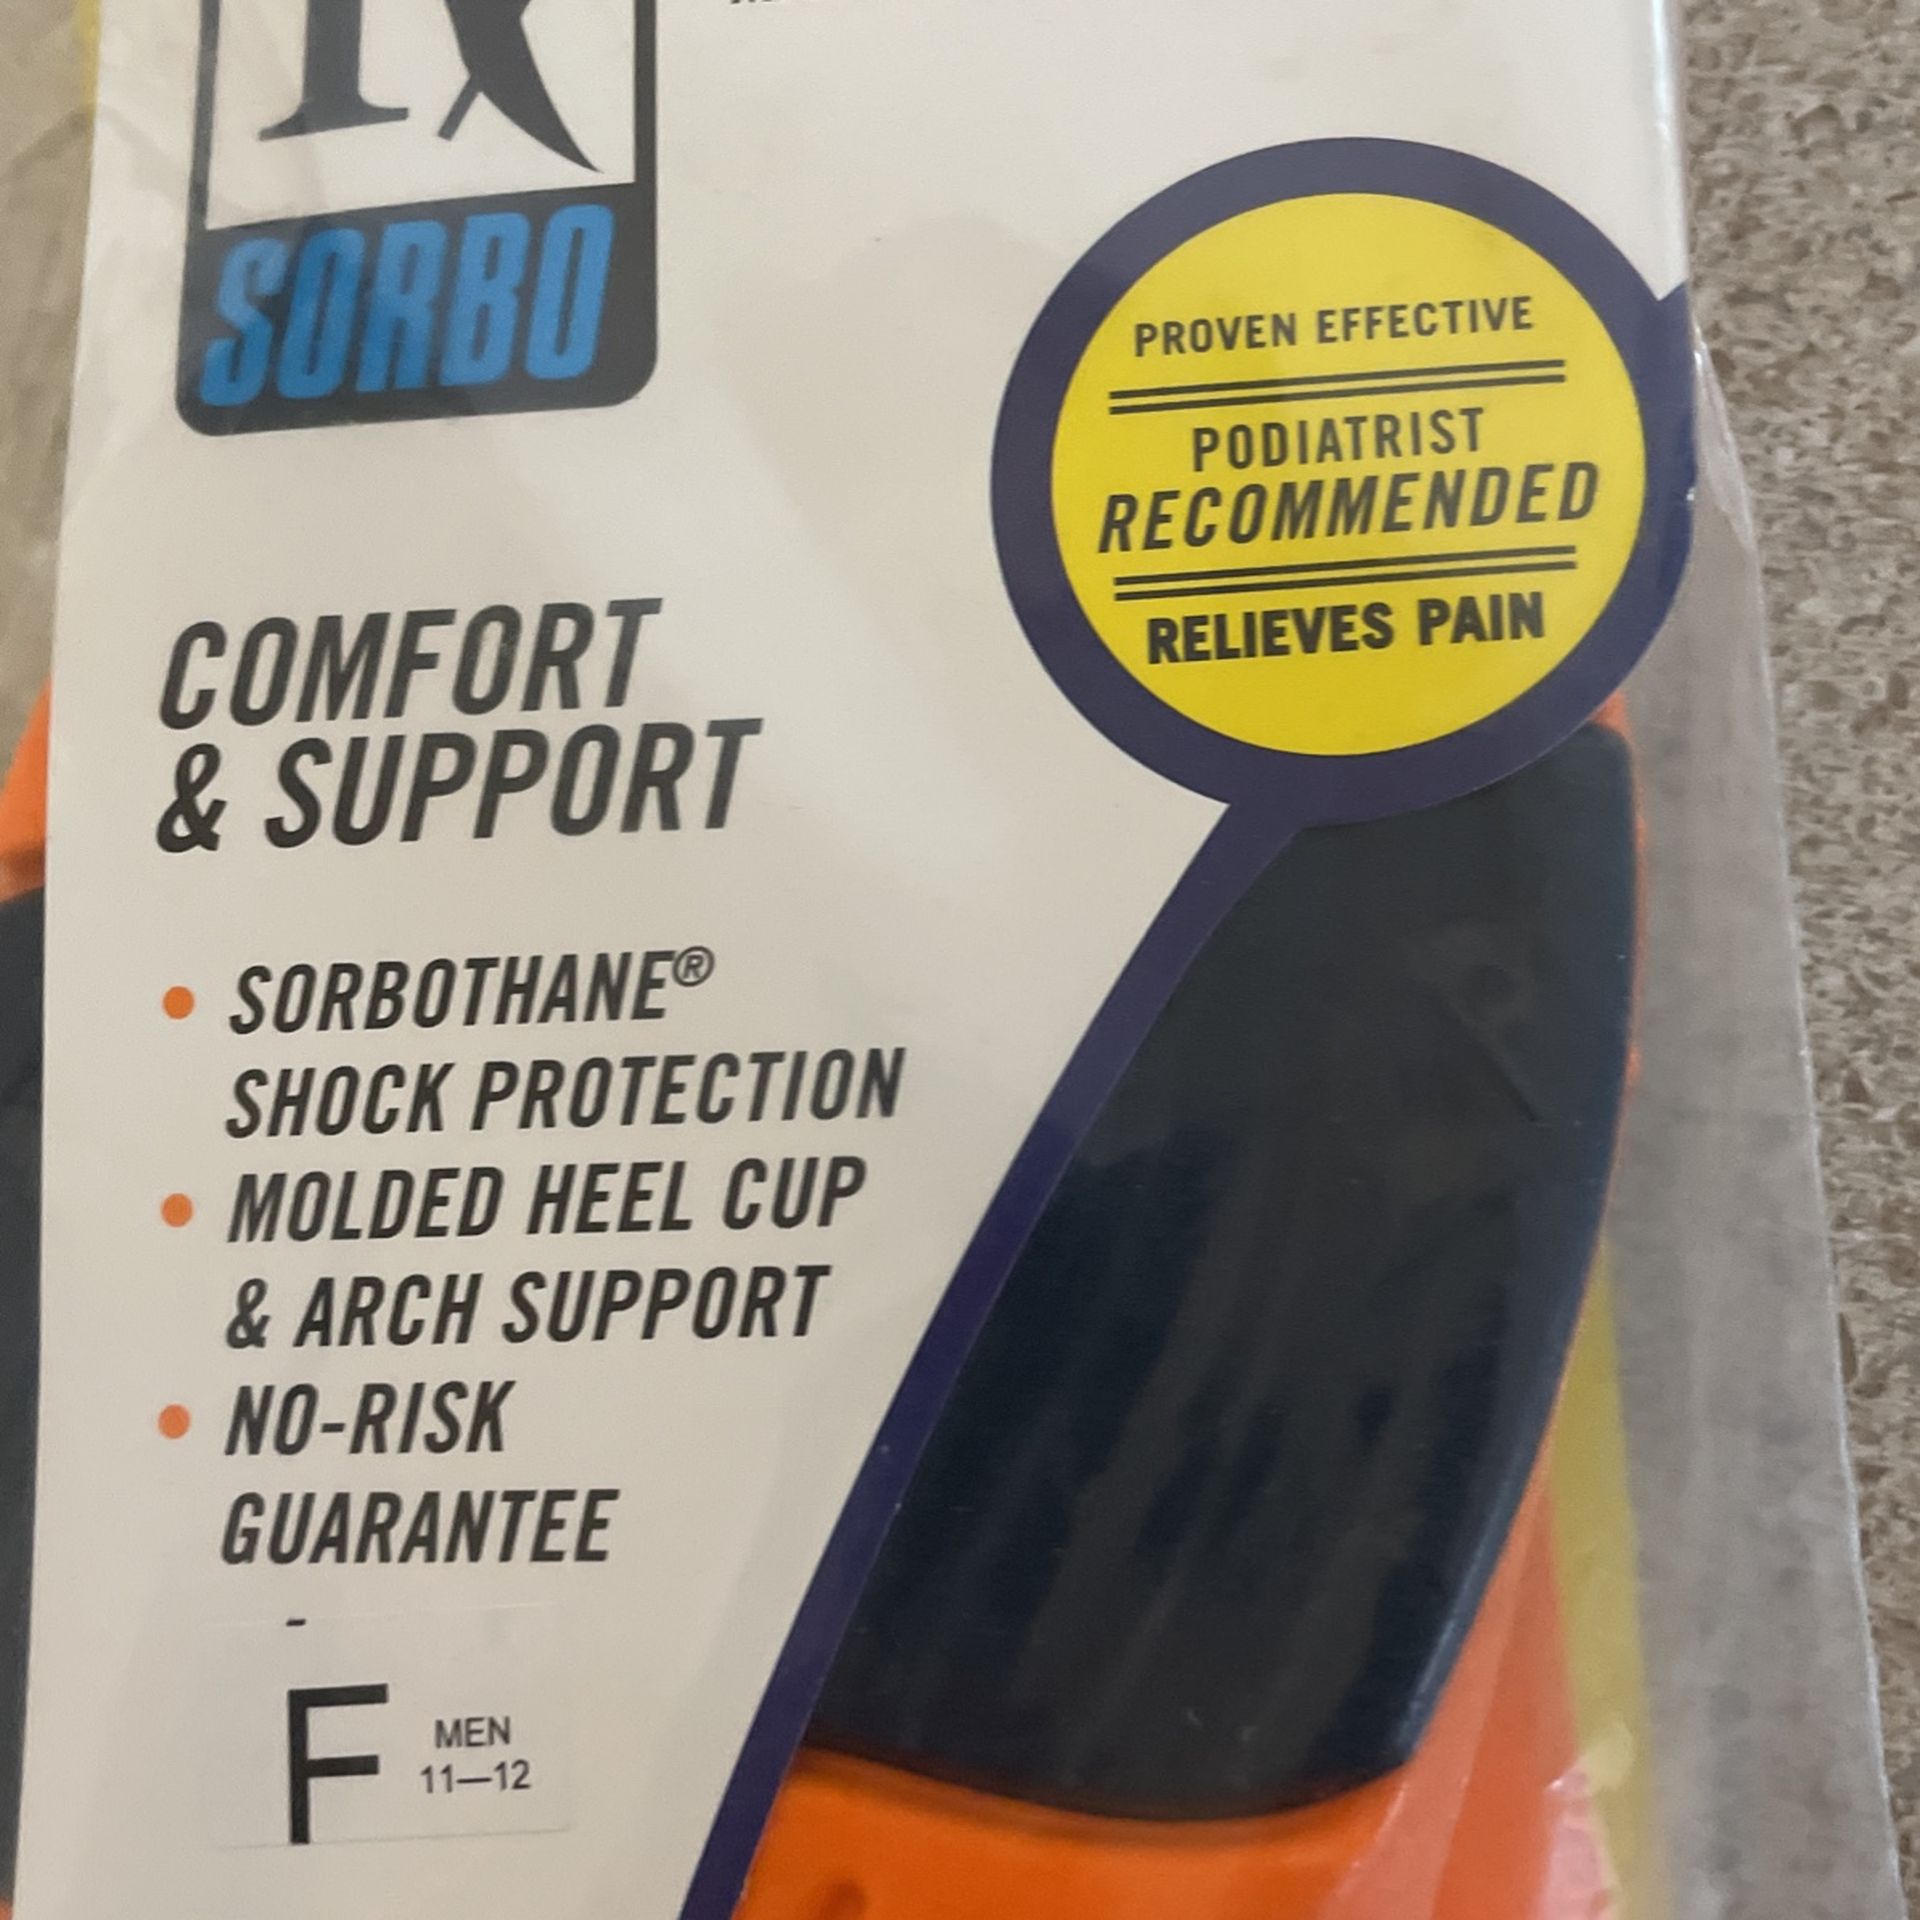 SORBO
PROVEN EFFECTIVE
PODIATRIST
RECOMMENDED
RELIEVES PAIN
COMFORT
& SUPPORT
• SORBOTHANE®
SHOCK PROTECTION
• MOLDED HEEL CUP
& ARCH SUPPORT
• NO-RISK
GUARANTEE
-
F MEN
11—12